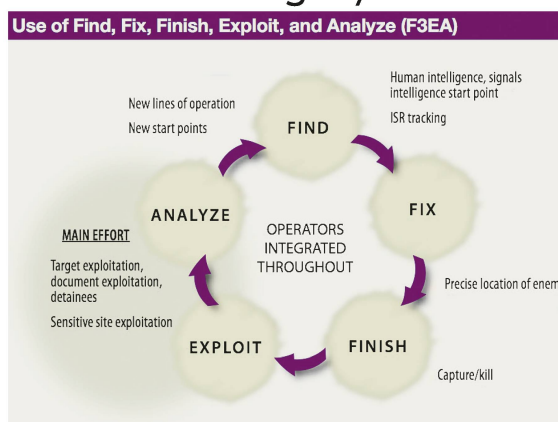 Use of Find, Fix, Finish, Exploit, and Analyze (F3EA)
Human intelligence, signals
intelligence start point
ISR tracking
New lines of operation
New start points
FIND
ANALYZE
FIX
OPERATORS
INTEGRATED
THROUGHOUT
MAIN EFFORT
Target exploitation,
document exploitation,
detainees
Sensitive site exploitation
Precise location of
EXPLOIT
FINISH
Capture/kill